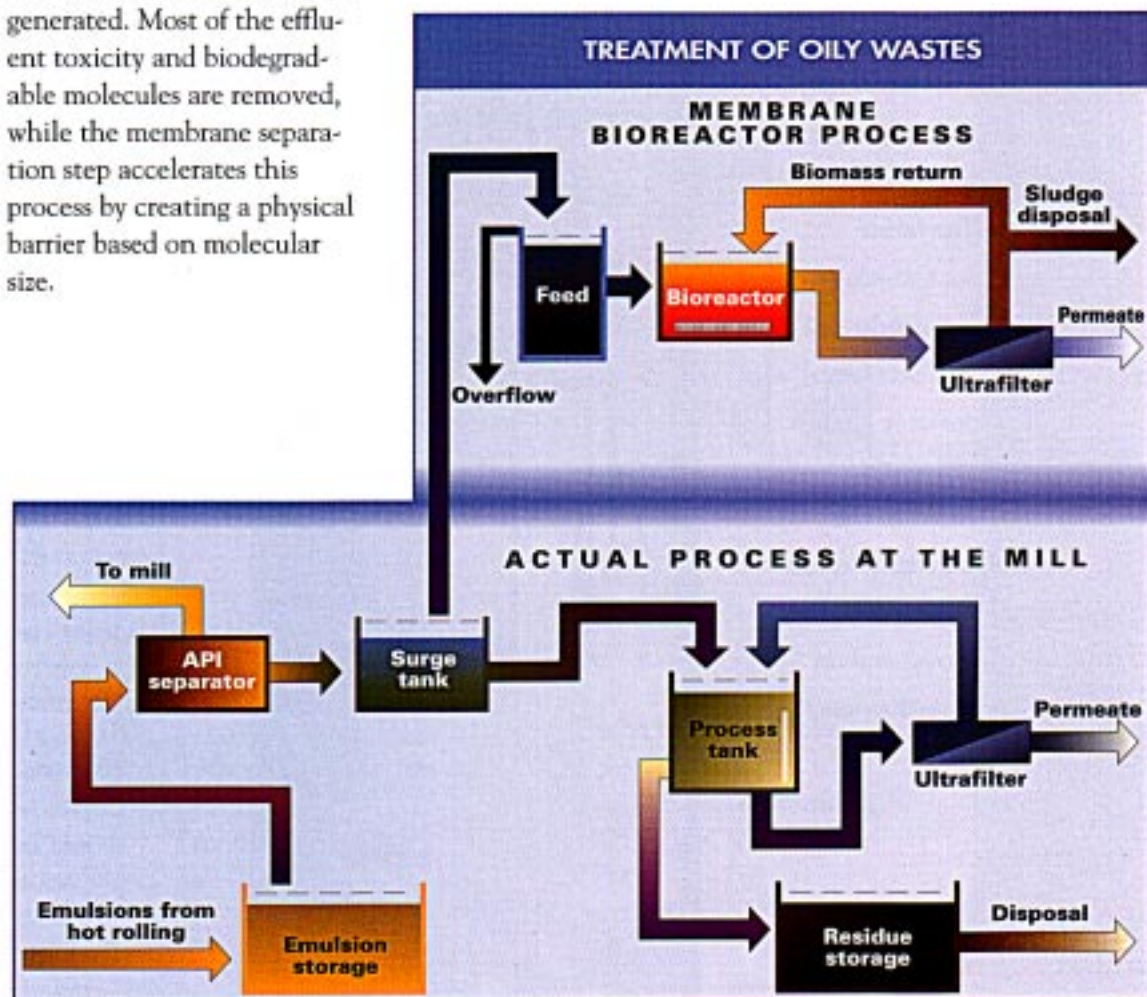 generated. Most of the efflu-
ent toxicity and biodegrad-
able molecules are removed,
while the membrane separa-
tion step accelerates this
process by creating a physical
barrier based on molecular
size.
TREATMENT OF OILY WASTES
MEMBRANE
BIOREACTOR PROCESS
Biomass return
Sludge
disposal
Feed
Bioreactor
Permeate
Ultrafilter
Overflow
ACTUAL PROCESS AT THE MILL
To mill
API
separator
Surge
tank
Process
tank
Permeate
Ultrafilter
Emulsions from
hot rolling
Emulsion
storage
Residue
storage
Disposal